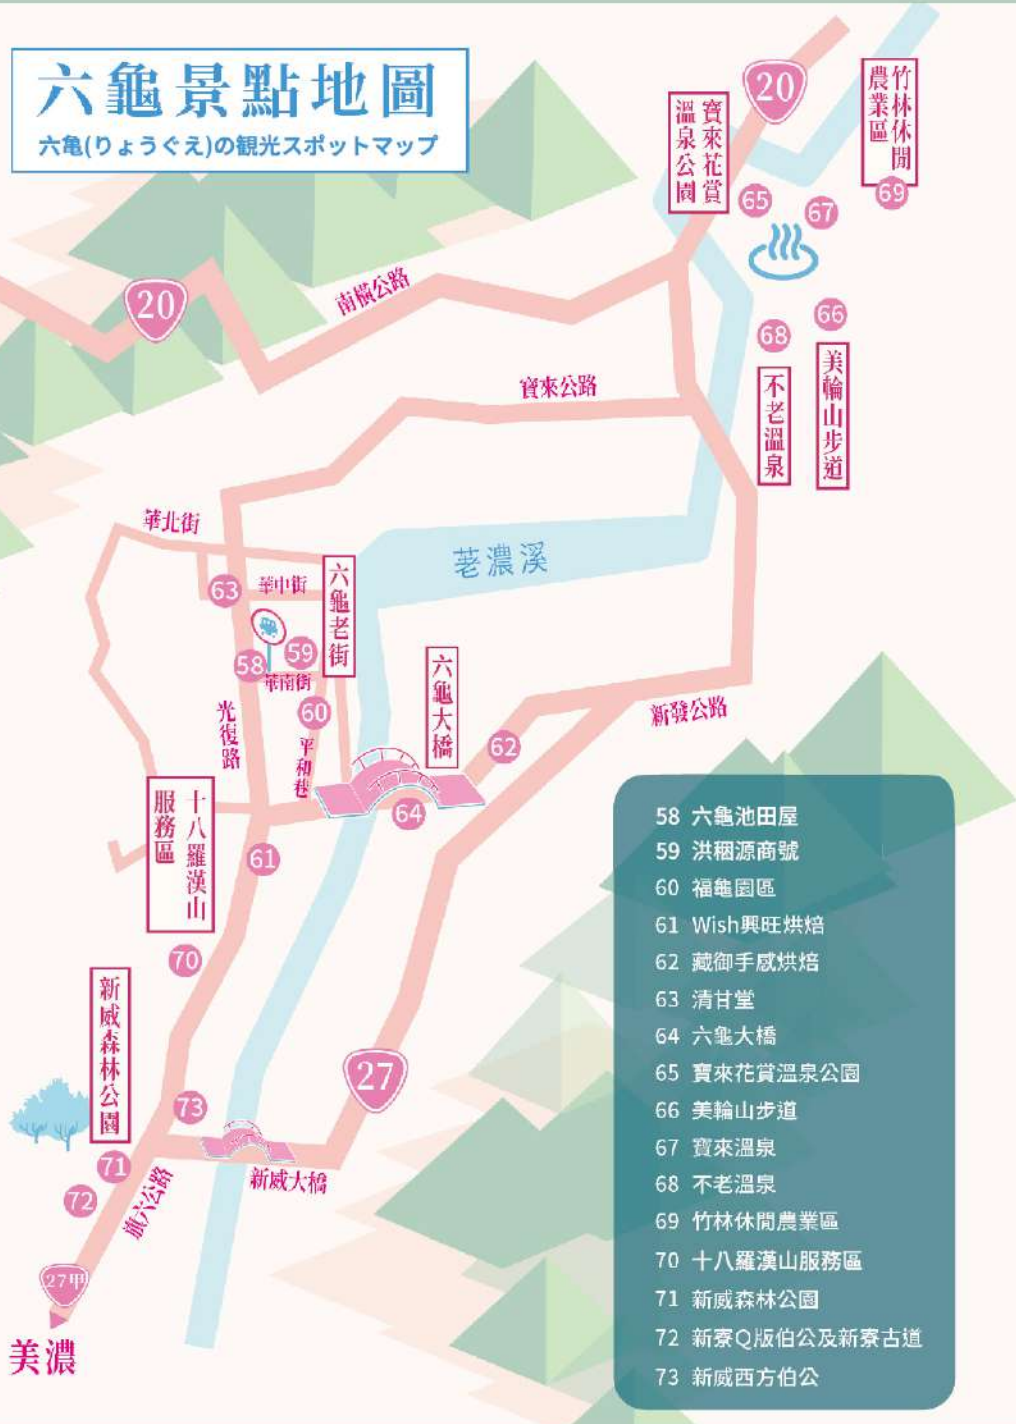 六龜景點地圖
六亀(りょうぐえ)の観光スポットマップ
20
寶來花賞
溫泉公園
竹林休閒
農業區
65
67
69
20
南橫公路
66
68
美輪山步道
不老溫泉
寶來公路
華北街
荖濃溪
63
華中街
六龜老街
58
59
華南街
60
光復路
平和巷
六龜大橋
62
新發公路
64
十八羅漢山
服務區
61
70
新威森林公園
27
73
71
72
旗六公路
新威大橋
27甲
美濃
58 六龜池田屋
59 洪稛源商號
60 福龜園區
61 Wish興旺烘焙
62 藏御手感烘焙
63 清甘堂
64 六龜大橋
65 寶來花賞溫泉公園
66 美輪山步道
67 寶來溫泉
68 不老溫泉
69 竹林休閒農業區
70 十八羅漢山服務區
71 新威森林公園
72 新寮Q版伯公及新寮古道
73 新威西方伯公